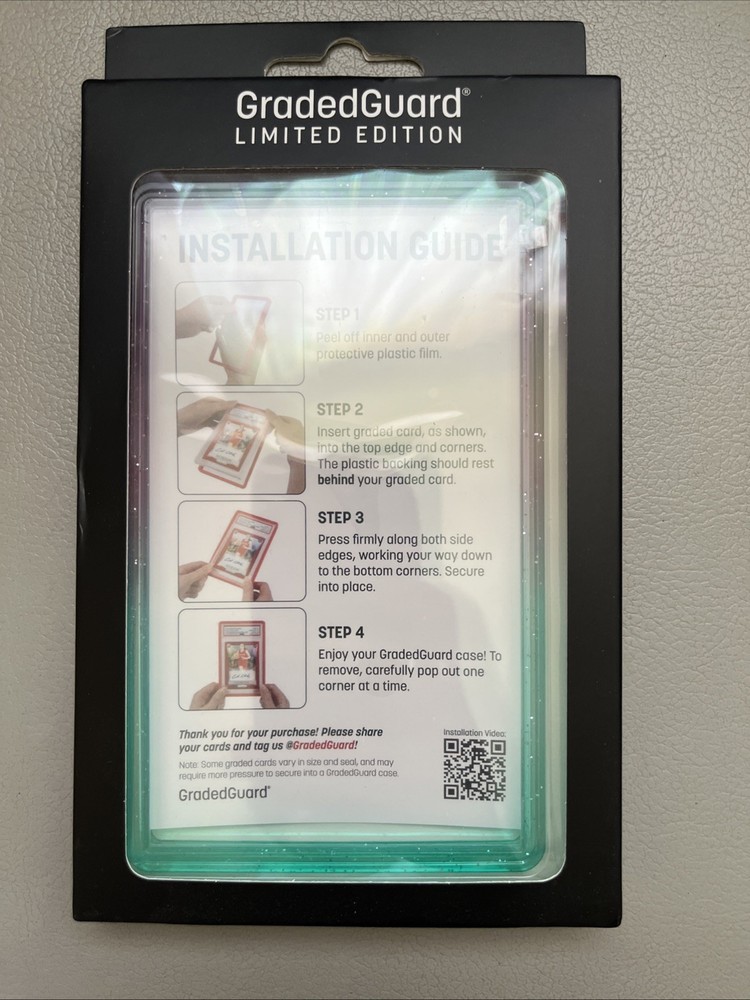 GradedGuard®
LIMITED EDITION
INSTALLATION GUIDE
STEP 1
Peel off inner and outer
protective plastic film.
STEP 2
Insert graded card, as shown,
into the top edge and corners.
The plastic backing should rest
behind your graded card.
STEP 3
Press firmly along both side
edges, working your way down
to the bottom corners. Secure
into place.
STEP 4
Enjoy your GradedGuard case! To
remove, carefully pop out one
corner at a time.
Thank you for your purchase! Please share
your cards and tag us @GradedGuard!
Note: Some graded cards vary in size and seal, and may
require more pressure to secure into a GradedGuard case.
GradedGuard®
Installation Video: